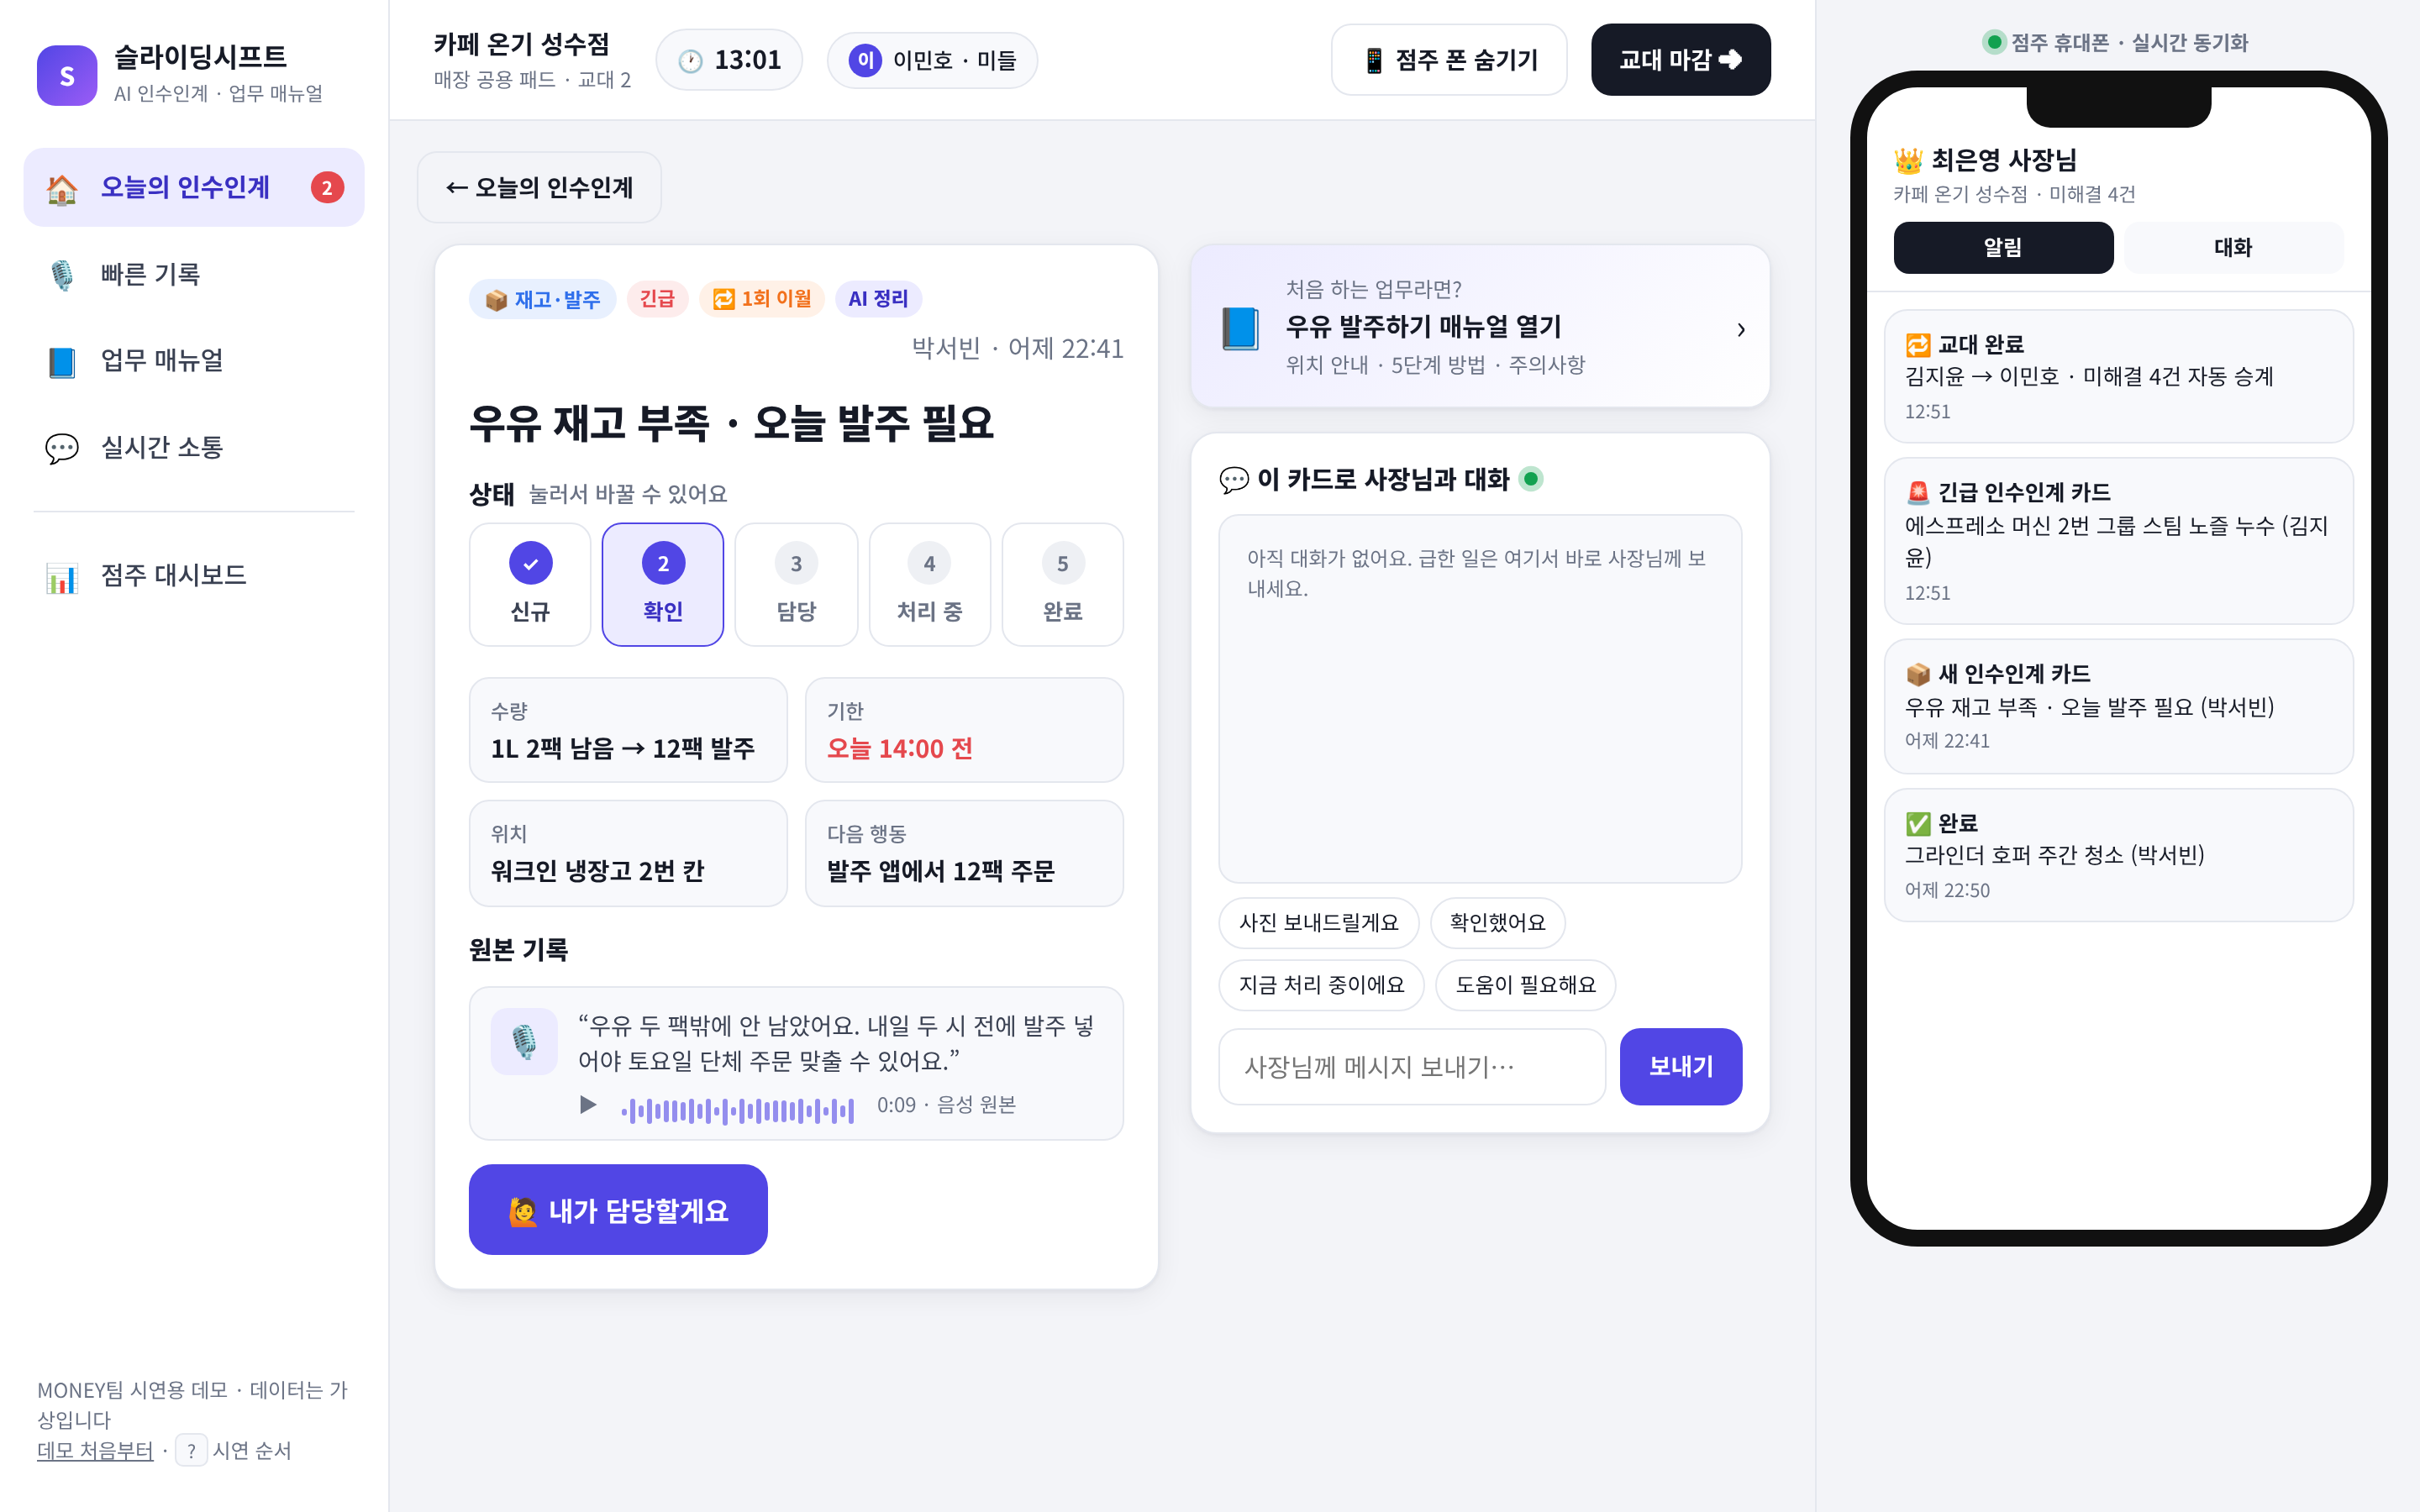 S
슬라이딩시프트
AI 인수인계 · 업무 매뉴얼
오늘의 인수인계
2
빠른 기록
업무 매뉴얼
실시간 소통
점주 대시보드
MONEY팀 시연용 데모 · 데이터는 가
상입니다
데모 처음부터 · ? 시연 순서
카페 온기 성수점
매장 공용 패드 · 교대 2
13:01
이 이민호 · 미들
점주 폰 숨기기
교대 마감
← 오늘의 인수인계
재고·발주
긴급
1회 이월
AI 정리
박서빈 · 어제 22:41
우유 재고 부족 · 오늘 발주 필요
상태 눌러서 바꿀 수 있어요
✓ 2 3 4 5
신규 확인 담당 처리 중 완료
수량
1L 2팩 남음 → 12팩 발주
기한
오늘 14:00 전
위치
워크인 냉장고 2번 칸
다음 행동
발주 앱에서 12팩 주문
원본 기록
“우유 두 팩밖에 안 남았어요. 내일 두 시 전에 발주 넣
어야 토요일 단체 주문 맞출 수 있어요.”
0:09 · 음성 원본
내가 담당할게요
처음 하는 업무라면?
우유 발주하기 매뉴얼 열기
위치 안내 · 5단계 방법 · 주의사항
›
이 카드로 사장님과 대화
아직 대화가 없어요. 급한 일은 여기서 바로 사장님께 보
내세요.
사진 보내드릴게요
확인했어요
지금 처리 중이에요
도움이 필요해요
사장님께 메시지 보내기…
보내기
점주 휴대폰 · 실시간 동기화
최은영 사장님
카페 온기 성수점 · 미해결 4건
알림
대화
교대 완료
김지윤 → 이민호 · 미해결 4건 자동 승계
12:51
긴급 인수인계 카드
에스프레소 머신 2번 그룹 스팀 노즐 누수 (김지
윤)
12:51
새 인수인계 카드
우유 재고 부족 · 오늘 발주 필요 (박서빈)
어제 22:41
완료
그라인더 호퍼 주간 청소 (박서빈)
어제 22:50